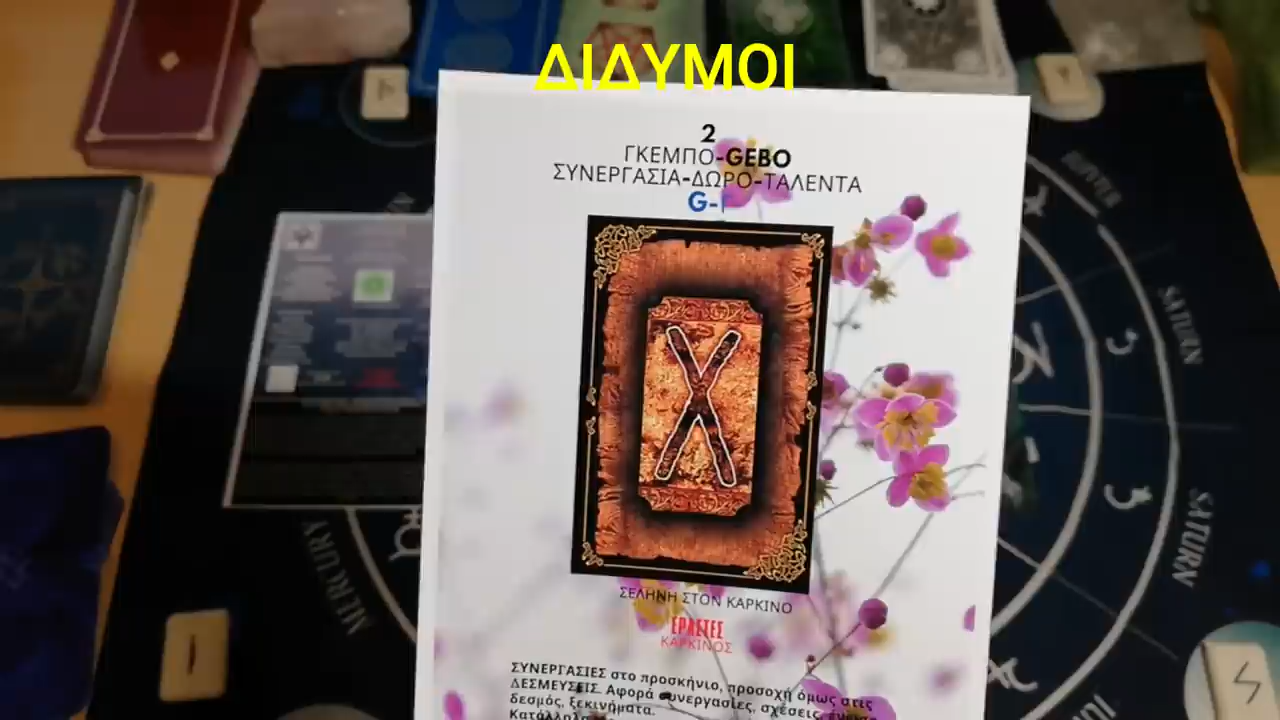 ΔΙΔΥΜΟΙ
2
ΓΚΕΜΠΟ-GEBO
ΣΥΝΕΡΓΑΣΙΑ-ΔΩΡΟ-ΤΑΛΕΝΤΑ
G-Γ
ΣΕΛΗΝΗ ΣΤΟΝ ΚΑΡΚΙΝΟ
ΕΡΑΣΤΕΣ
ΚΑΡΚΙΝΟΣ
ΣΥΝΕΡΓΑΣΙΕΣ στο προσκήνιο, προσοχή όμως στις
ΔΕΣΜΕΥΣΕΙΣ. Αφορά συνεργασίες, σχέσεις,
δεσμός, ξεκινήματα.
MERCURY
SATURN
SATURN